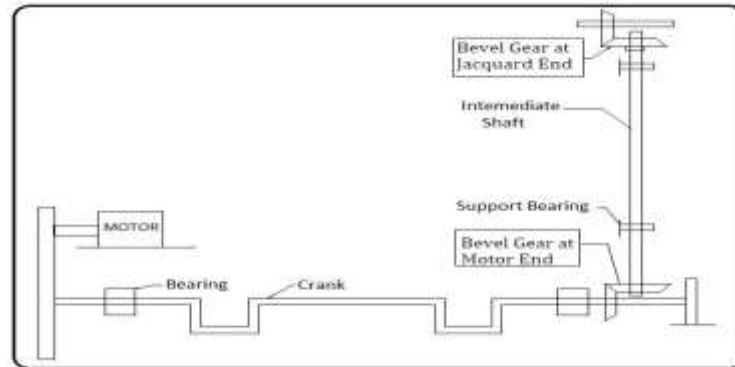 Bevel Gear at
Jacquard End
Intemediate
Shaft
MOTOR
Support Bearing
Bevel Gear at
Motor End
Bearing
Crank